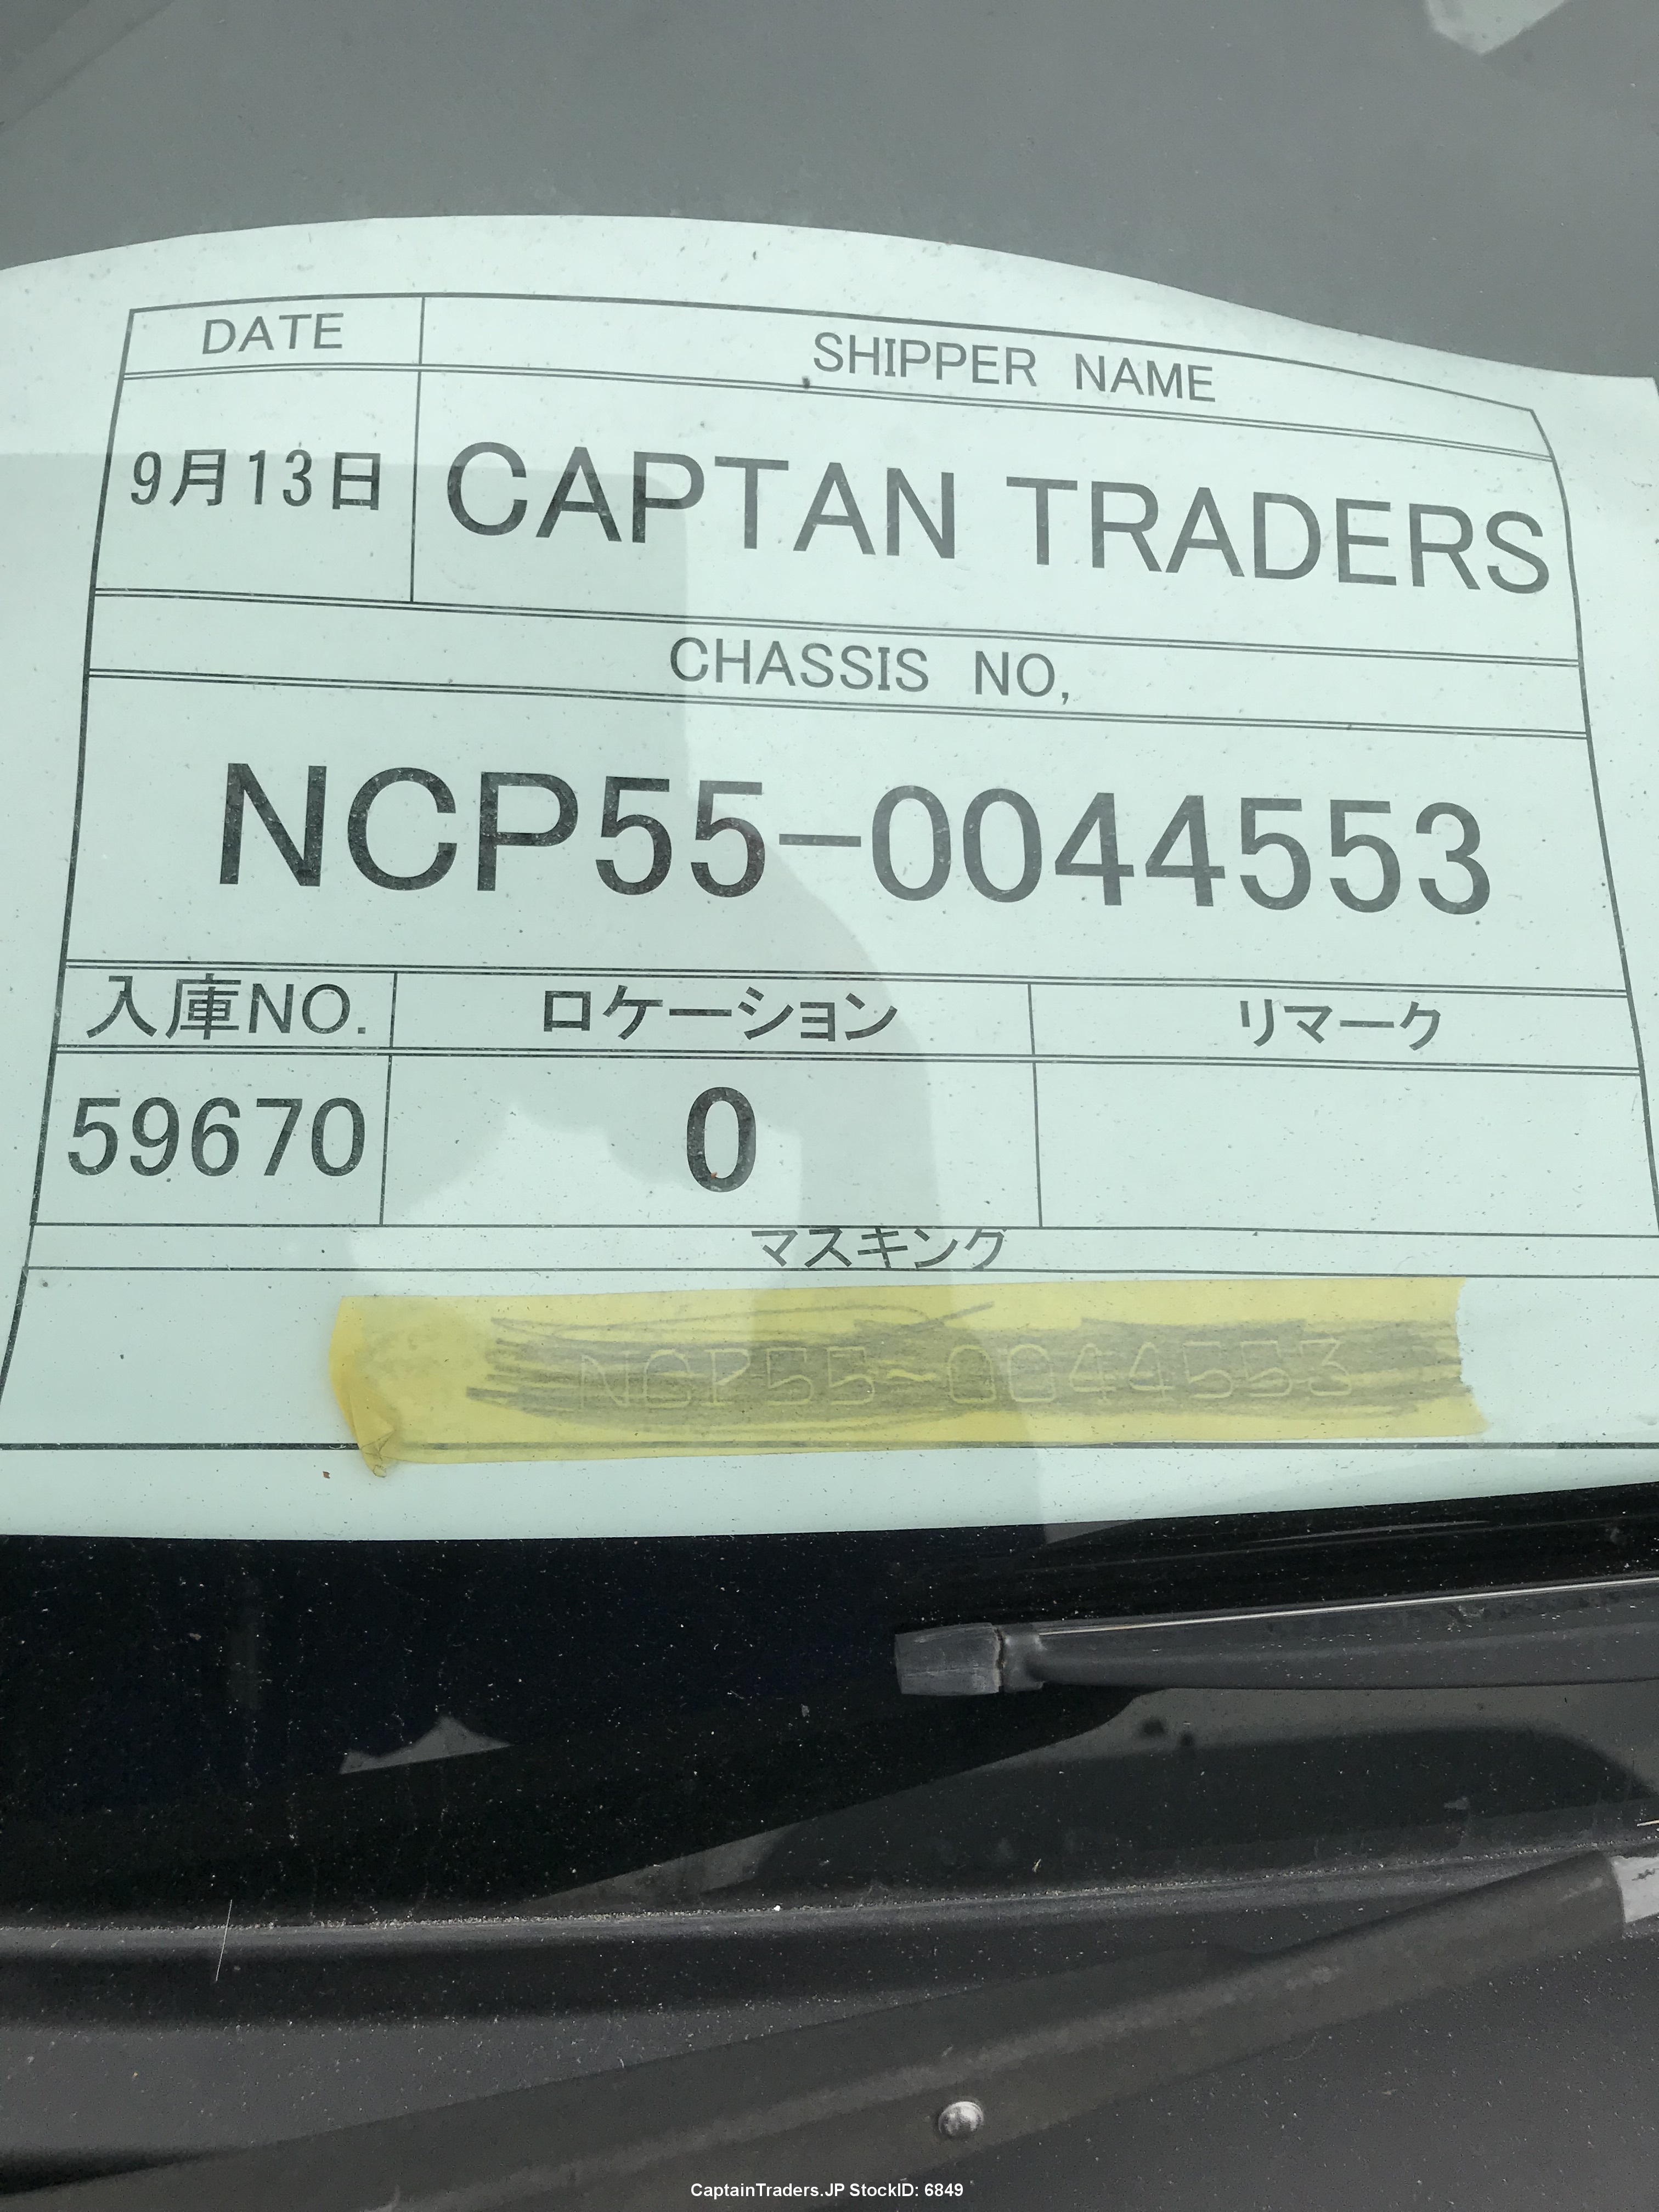 DATE SHIPPER NAME
9月13日 CAPTAN TRADERS
CHASSIS NO,
NCP55-0044553
入庫NO. ロケーション リマーク
59670 0
マスキング
NCP55-0044553
CaptainTraders.JP StockID: 6849